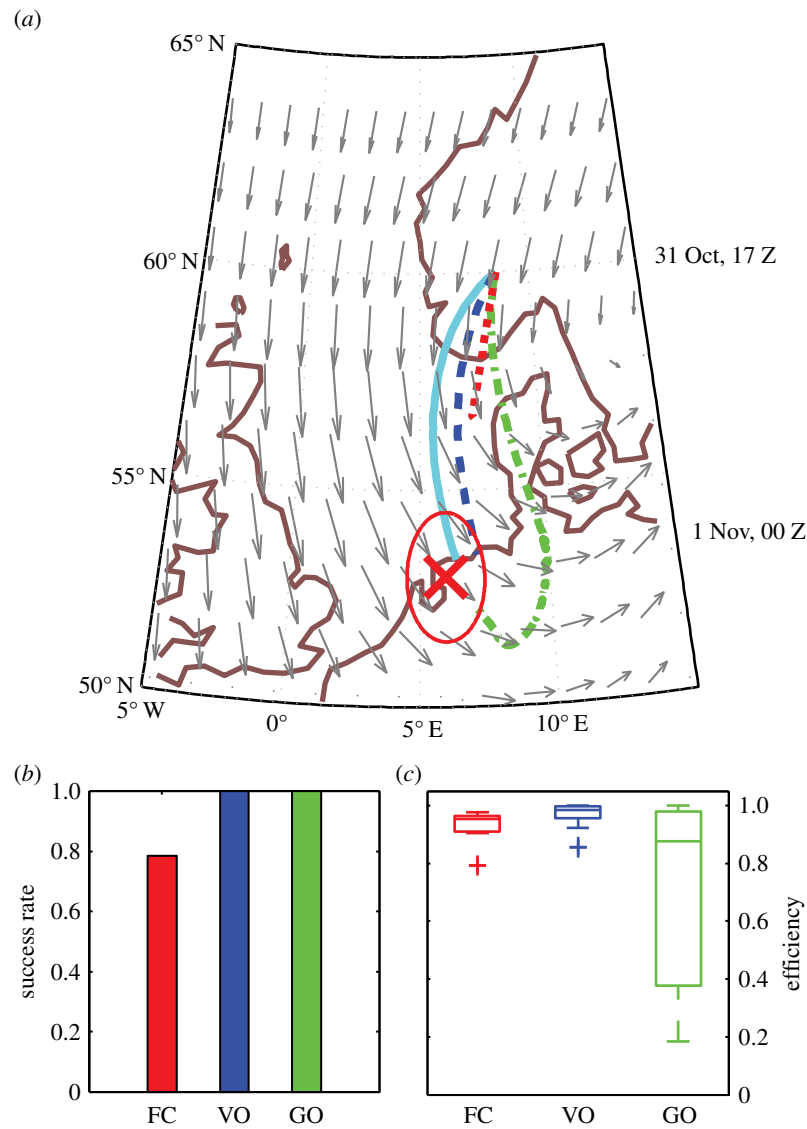 (a)
65° N
60° N
31 Oct, 17 Z
55° N
1 Nov, 00 Z
50° N
5° W
0°
5° E
10° E
(b)
1.0
0.8
0.6
0.4
0.2
0
success rate
FC
VO
GO
(c)
1.0
0.8
0.6
0.4
0.2
0
efficiency
FC
VO
GO